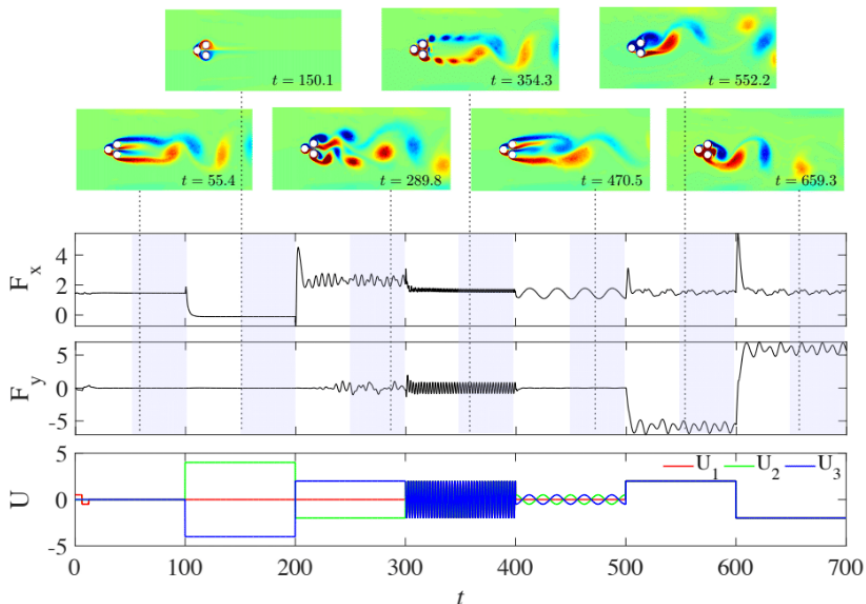 t = 150.1
t = 354.3
t = 552.2
t = 55.4
t = 289.8
t = 470.5
t = 659.3
F_x
4
2
0
F_y
5
0
-5
U
5
0
-5
U_1 U_2 U_3
0 100 200 300 400 500 600 700
t